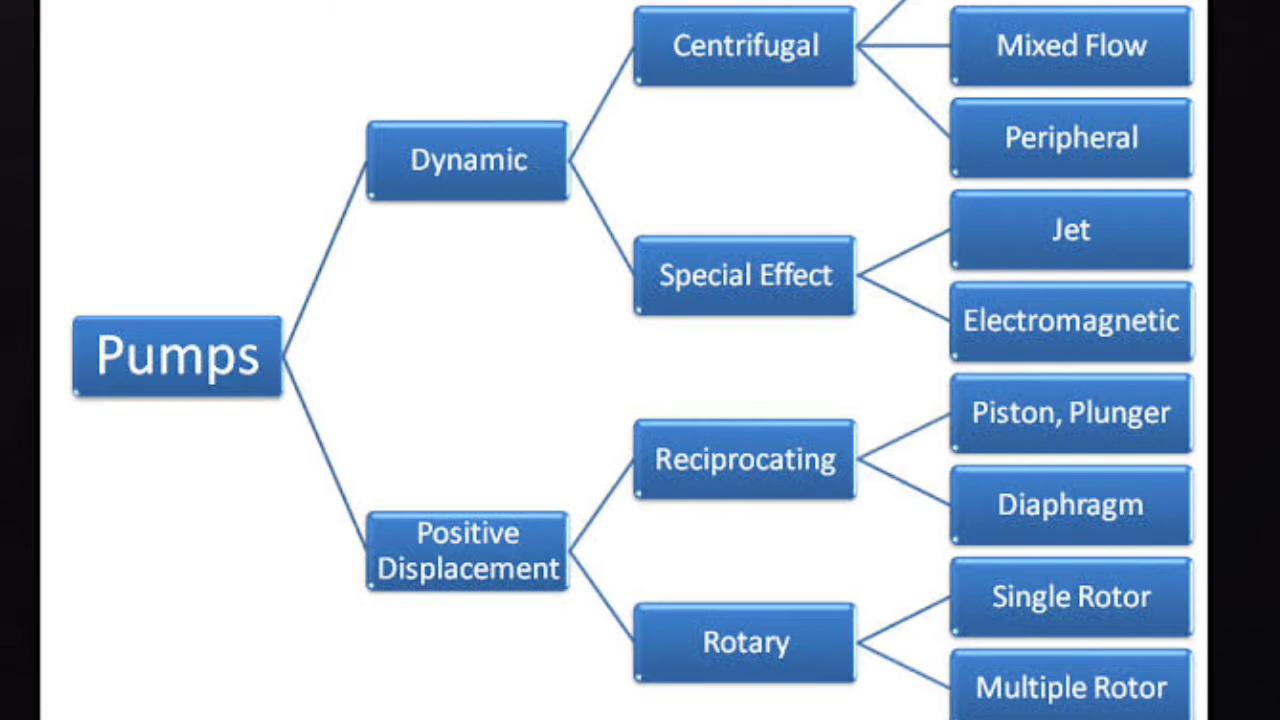 Pumps
Dynamic
Positive
Displacement
Centrifugal
Special Effect
Reciprocating
Rotary
Mixed Flow
Peripheral
Jet
Electromagnetic
Piston, Plunger
Diaphragm
Single Rotor
Multiple Rotor